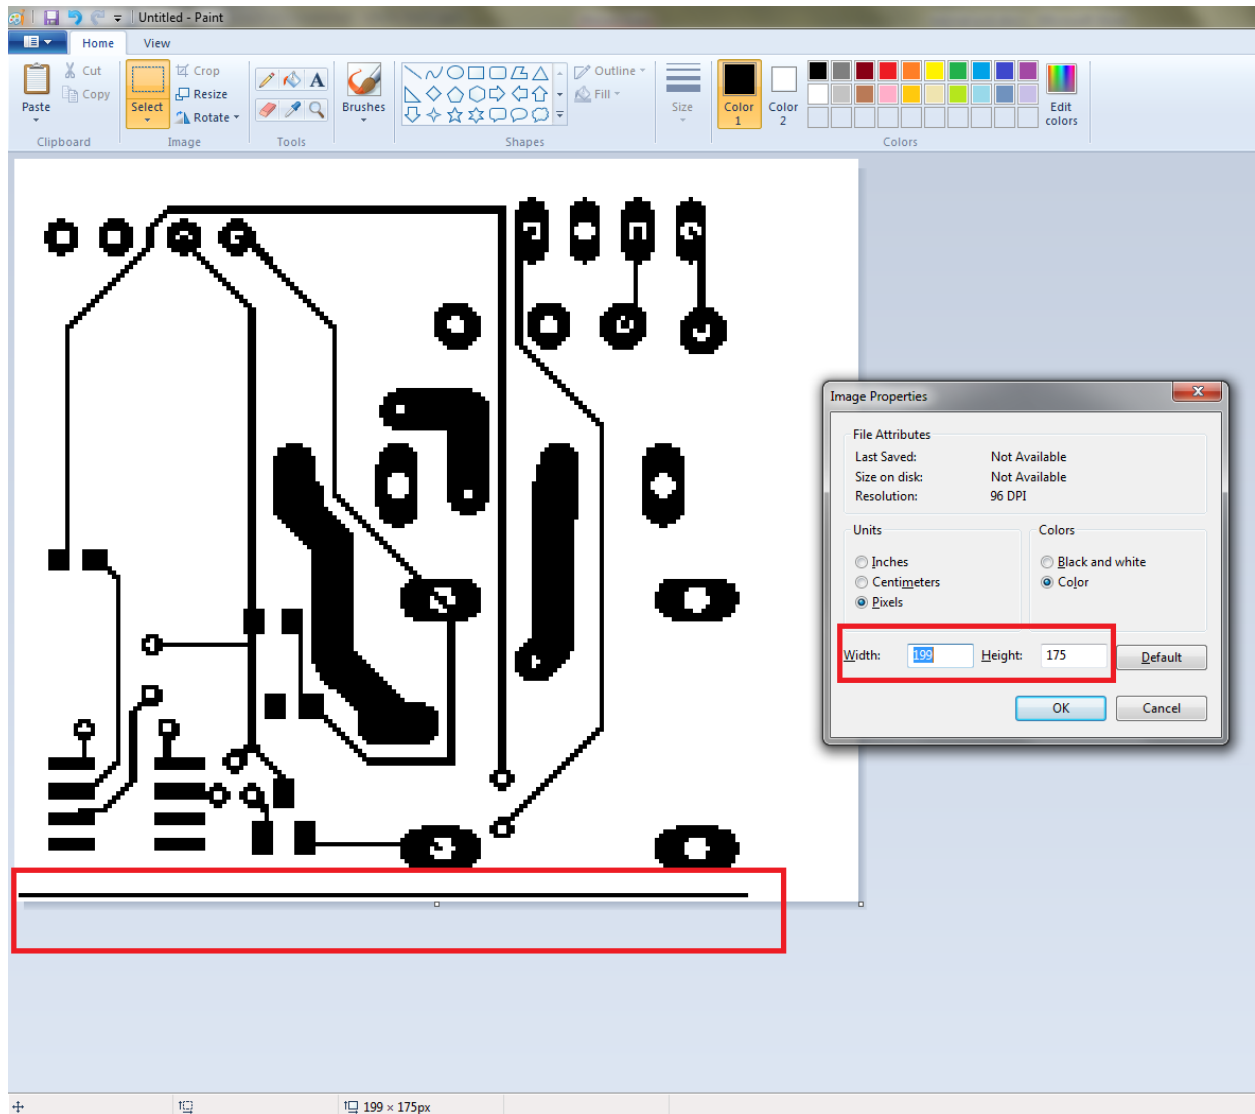 Untitled - Paint
Home View
Paste
Cut
Copy
Clipboard
Select
Crop
Resize
Rotate
Image
A
Tools
Brushes
Shapes
Outline
Fill
Size
Color 1
Color 2
Edit colors
Colors
Image Properties
File Attributes
Last Saved: Not Available
Size on disk: Not Available
Resolution: 96 DPI
Units
Inches
Centimeters
Pixels
Colors
Black and white
Color
Width: 199 Height: 175 Default
OK Cancel
199 × 175px